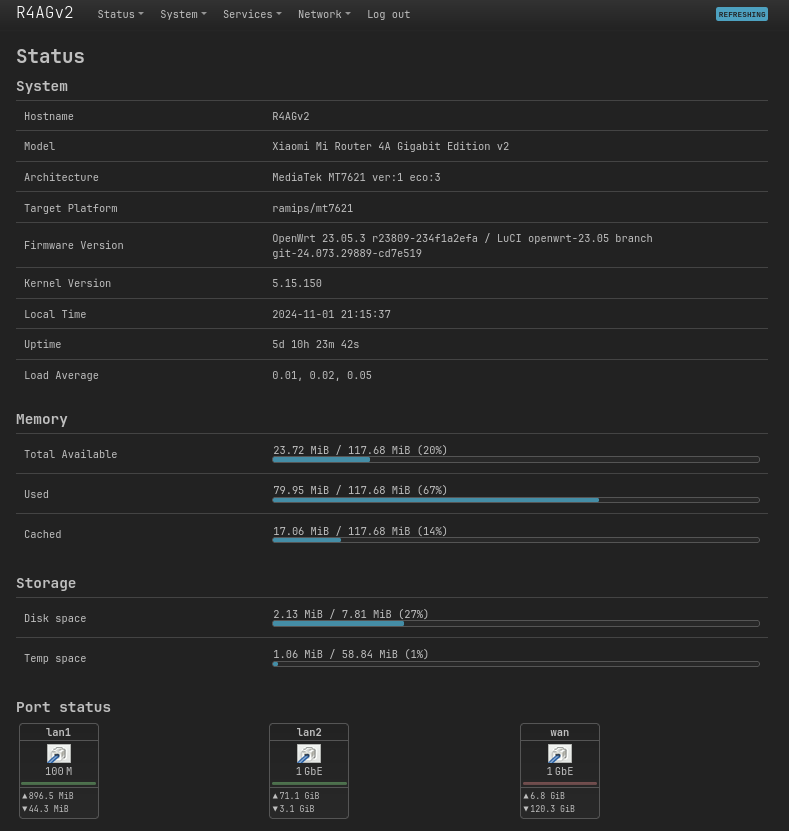 R4AGv2 Status System Services Network Log out REFRESHING
Status
System
Hostname R4AGv2
Model Xiaomi Mi Router 4A Gigabit Edition v2
Architecture MediaTek MT7621 ver:1 eco:3
Target Platform ramips/mt7621
Firmware Version OpenWrt 23.05.3 r23809-234f1a2efa / LuCI openwrt-23.05 branch
git-24.073.29889-cd7e519
Kernel Version 5.15.150
Local Time 2024-11-01 21:15:37
Uptime 5d 10h 23m 42s
Load Average 0.01, 0.02, 0.05
Memory
Total Available 23.72 MiB / 117.68 MiB (20%)
Used 79.95 MiB / 117.68 MiB (67%)
Cached 17.06 MiB / 117.68 MiB (14%)
Storage
Disk space 2.13 MiB / 7.81 MiB (27%)
Temp space 1.06 MiB / 58.84 MiB (1%)
Port status
lan1 lan2 wan
100 M 1 GbE 1 GbE
▲896.5 MiB ▲71.1 GiB ▲6.8 GiB
▼44.3 MiB ▼3.1 GiB ▼120.3 GiB